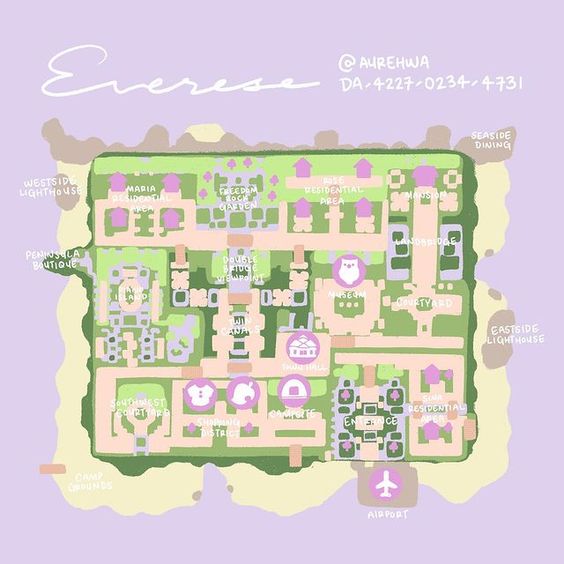 Everese
@AUREHWA
DA-4227-0234-4731
SEASIDE
DINING
WESTSIDE
LIGHTHOUSE
MARIA
RESIDENTIAL
AREA
FREEDOM
ROCK
GARDEN
ROSE
RESIDENTIAL
AREA
MANSION
PENINSULA
BOUTIQUE
DOUBLE
BRIDGE
VIEWPOINT
LANDBRIDGE
ISLAND
MUSEUM
COURTYARD
TWIN
CANALS
EASTSIDE
LIGHTHOUSE
TOWN HALL
SOUTHWEST
COURTYARD
SHOPPING
DISTRICT
CAMPSITE
ENTRANCE
SINA
RESIDENTIAL
AREA
CAMP
GROUNDS
AIRPORT